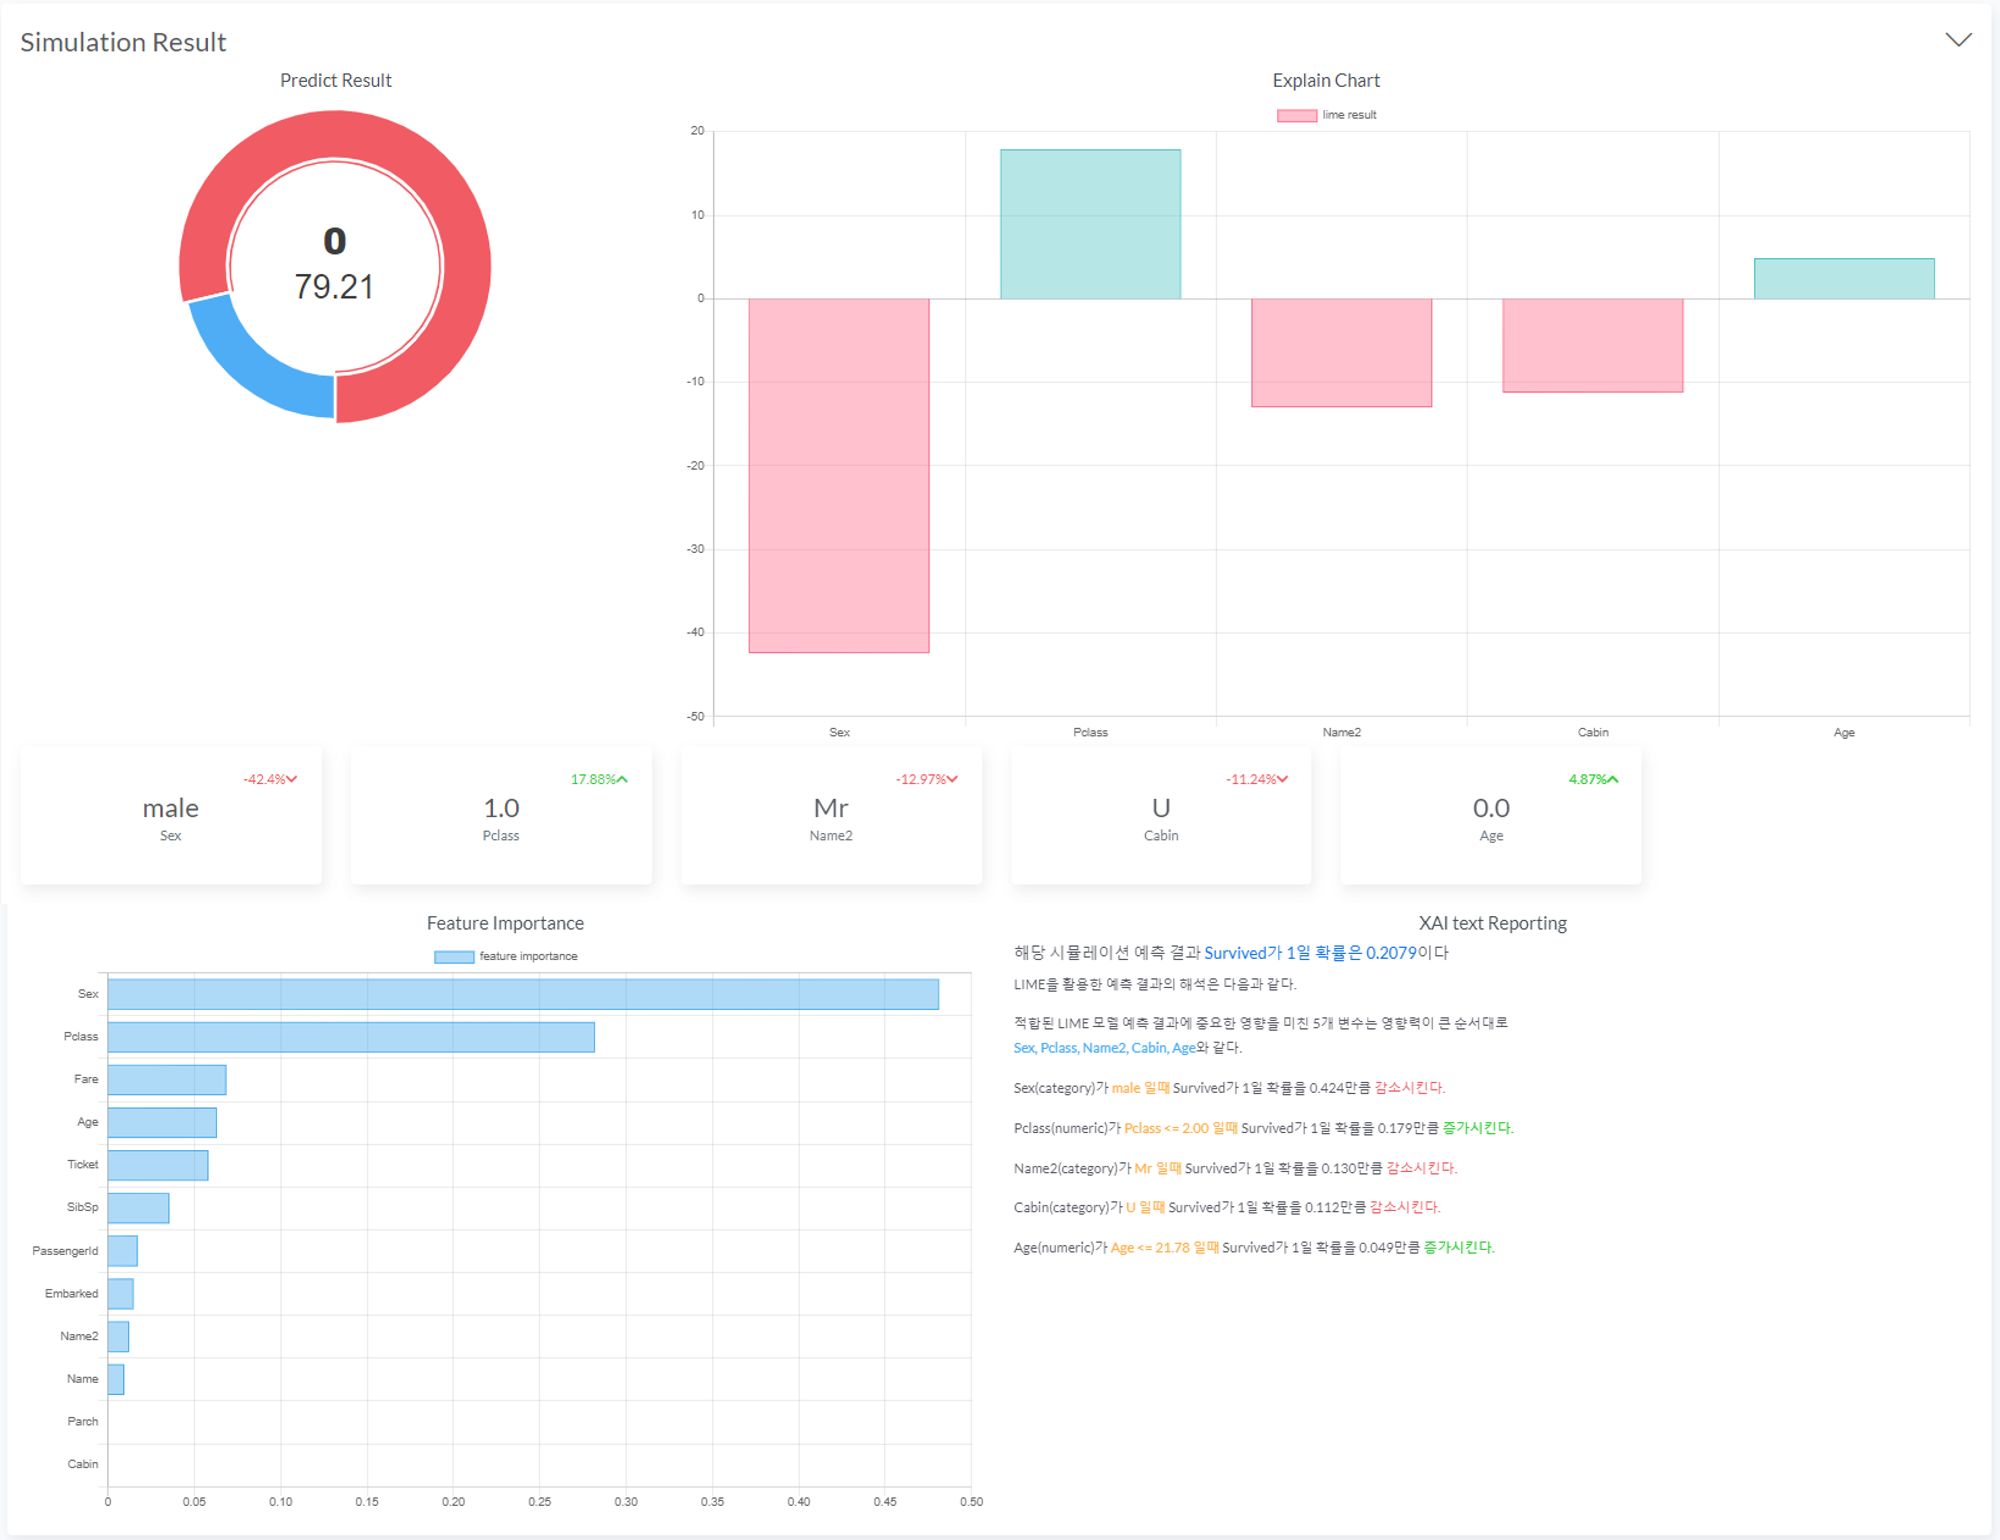 Simulation Result
Predict Result
0
79.21
Explain Chart
lime result
20
10
0
-10
-20
-30
-40
-50
Sex
Pclass
Name2
Cabin
Age
-42.4%
male
Sex
17.88%
1.0
Pclass
-12.97%
Mr
Name2
-11.24%
U
Cabin
4.87%
0.0
Age
Feature Importance
feature importance
Sex
Pclass
Fare
Age
Ticket
SibSp
PassengerId
Embarked
Name2
Name
Parch
Cabin
0
0.05
0.10
0.15
0.20
0.25
0.30
0.35
0.40
0.45
0.50
XAI text Reporting
해당 시뮬레이션 예측 결과 Survived가 1일 확률은 0.2079이다
LIME을 활용한 예측 결과의 해석은 다음과 같다.
적합된 LIME 모델 예측 결과에 중요한 영향을 미친 5개 변수는 영향력이 큰 순서대로
Sex, Pclass, Name2, Cabin, Age와 같다.
Sex(category)가 male 일때 Survived가 1일 확률을 0.424만큼 감소시킨다.
Pclass(numeric)가 Pclass <= 2.00 일때 Survived가 1일 확률을 0.179만큼 증가시킨다.
Name2(category)가 Mr 일때 Survived가 1일 확률을 0.130만큼 감소시킨다.
Cabin(category)가 U 일때 Survived가 1일 확률을 0.112만큼 감소시킨다.
Age(numeric)가 Age <= 21.78 일때 Survived가 1일 확률을 0.049만큼 증가시킨다.